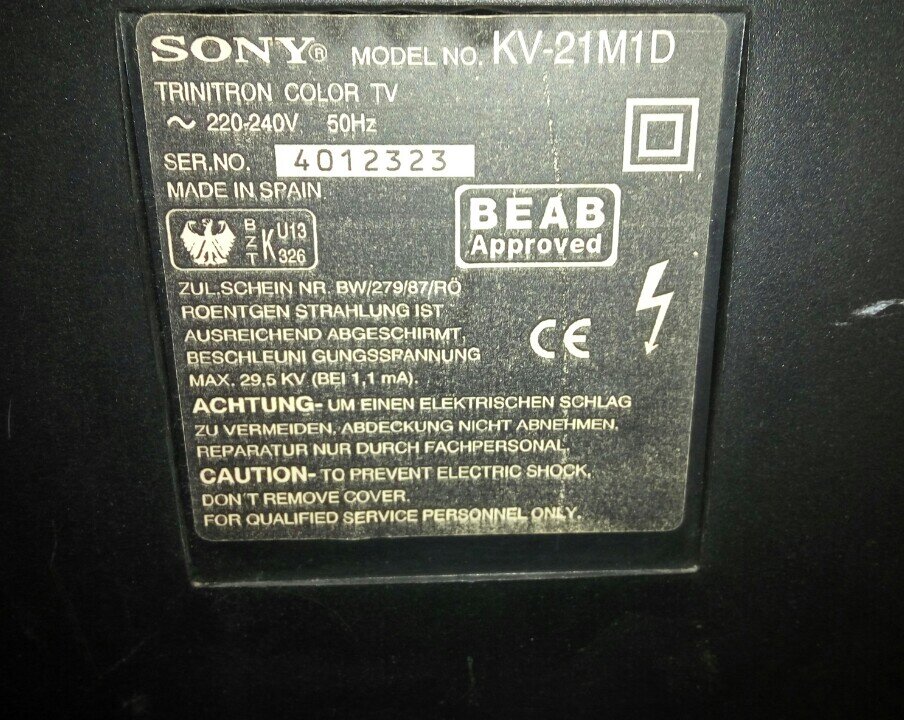 SONY® MODEL NO. KV-21M1D
TRINITRON COLOR TV
~ 220-240V 50Hz
SER.NO. 4012323
MADE IN SPAIN
BZT K U13 326
BEAB
Approved
ZUL.SCHEIN NR. BW/279/87/RÖ
ROENTGEN STRAHLUNG IST
AUSREICHEND ABGESCHIRMT,
BESCHLEUNI GUNGSSPANNUNG
MAX. 29.5 KV (BEI 1,1 mA).
CE
ACHTUNG- UM EINEN ELEKTRISCHEN SCHLAG
ZU VERMEIDEN, ABDECKUNG NICHT ABNEHMEN,
REPARATUR NUR DURCH FACHPERSONAL.
CAUTION- TO PREVENT ELECTRIC SHOCK,
DON'T REMOVE COVER.
FOR QUALIFIED SERVICE PERSONNEL ONLY.